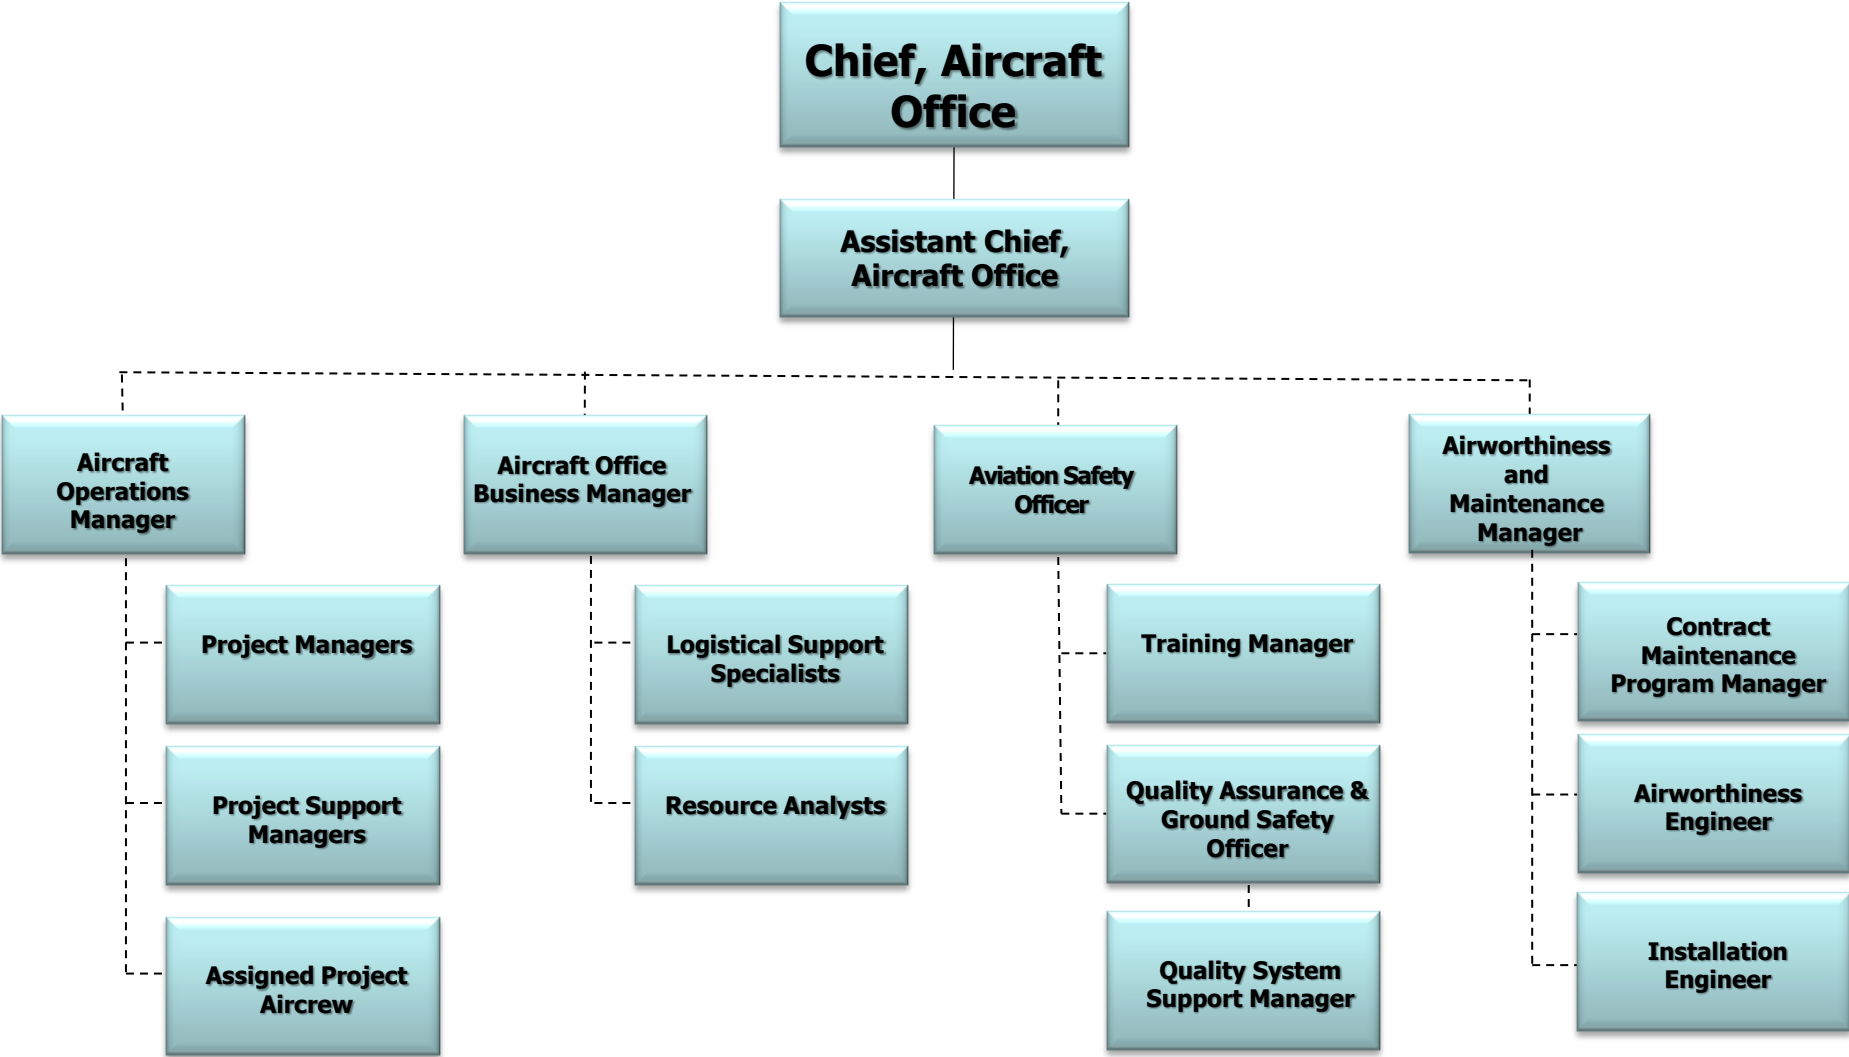 Chief, Aircraft
Office
Assistant Chief,
Aircraft Office
Aircraft
Operations
Manager
Aircraft Office
Business Manager
Aviation Safety
Officer
Airworthiness
and
Maintenance
Manager
Project Managers
Logistical Support
Specialists
Training Manager
Contract
Maintenance
Program Manager
Project Support
Managers
Resource Analysts
Quality Assurance &
Ground Safety
Officer
Airworthiness
Engineer
Assigned Project
Aircrew
Quality System
Support Manager
Installation
Engineer